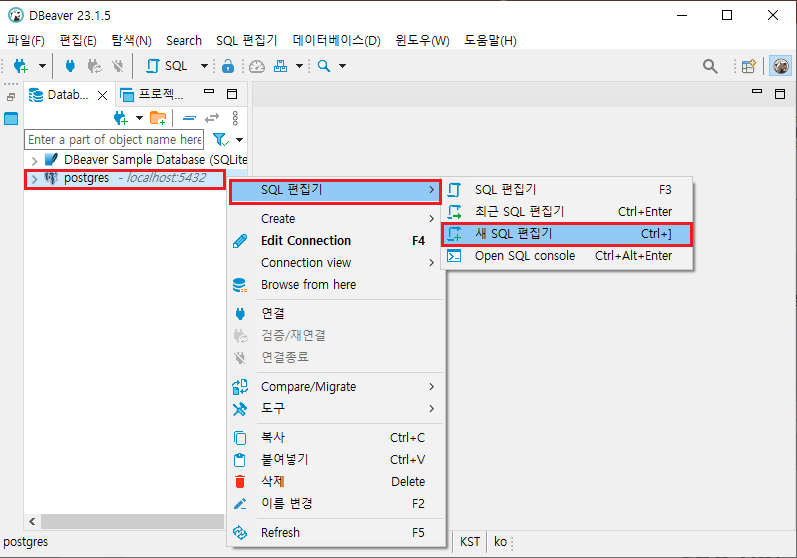 DBeaver 23.1.5
파일(F) 편집(E) 탐색(N) Search SQL 편집기 데이터베이스(D) 윈도우(W) 도움말(H)
SQL
Datab... 프로젝...
Enter a part of object name here
DBeaver Sample Database (SQLite
postgres - localhost:5432
SQL 편집기
Create
Edit Connection F4
Connection view
Browse from here
연결
검증/재연결
연결종료
Compare/Migrate
도구
복사 Ctrl+C
붙여넣기 Ctrl+V
삭제 Delete
이름 변경 F2
Refresh F5
SQL 편집기 F3
최근 SQL 편집기 Ctrl+Enter
새 SQL 편집기 Ctrl+]
Open SQL console Ctrl+Alt+Enter
postgres KST ko